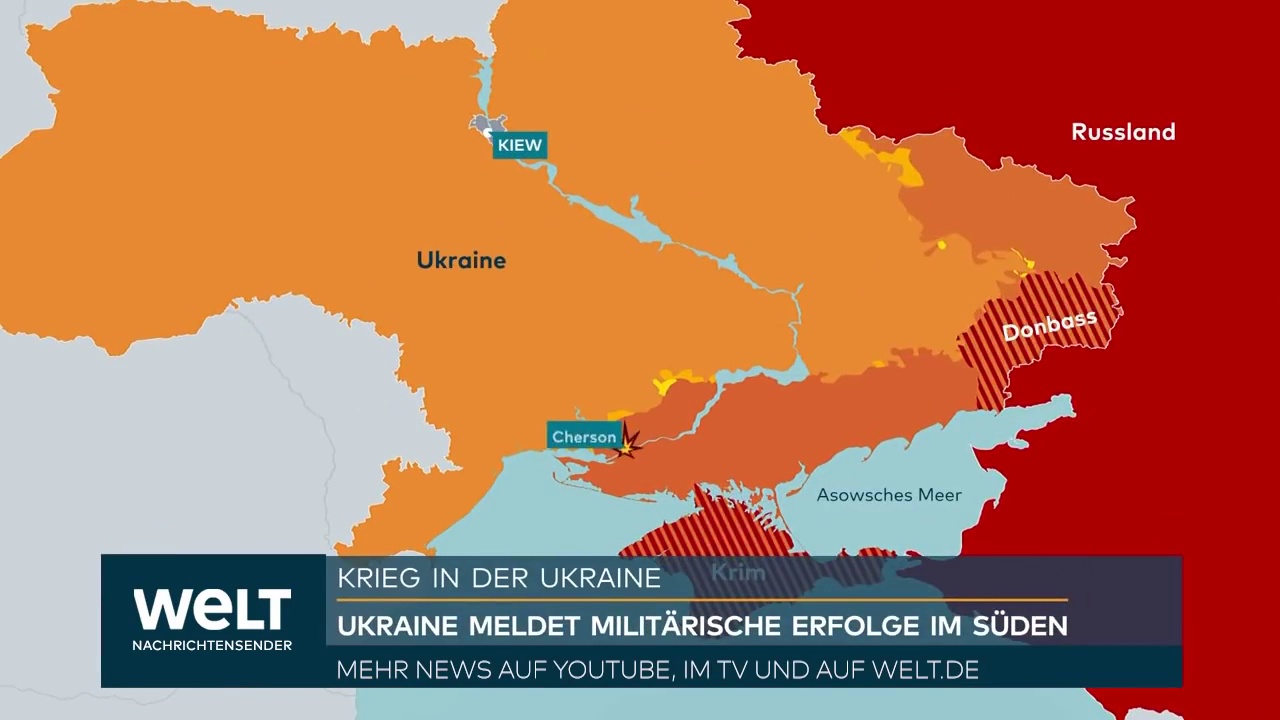 Russland
KIEW
Ukraine
Donbass
Cherson
Asowsches Meer
Krim
welt
NACHRICHTENSENDER
KRIEG IN DER UKRAINE
UKRAINE MELDET MILITÄRISCHE ERFOLGE IM SÜDEN
MEHR NEWS AUF YOUTUBE, IM TV UND AUF WELT.DE